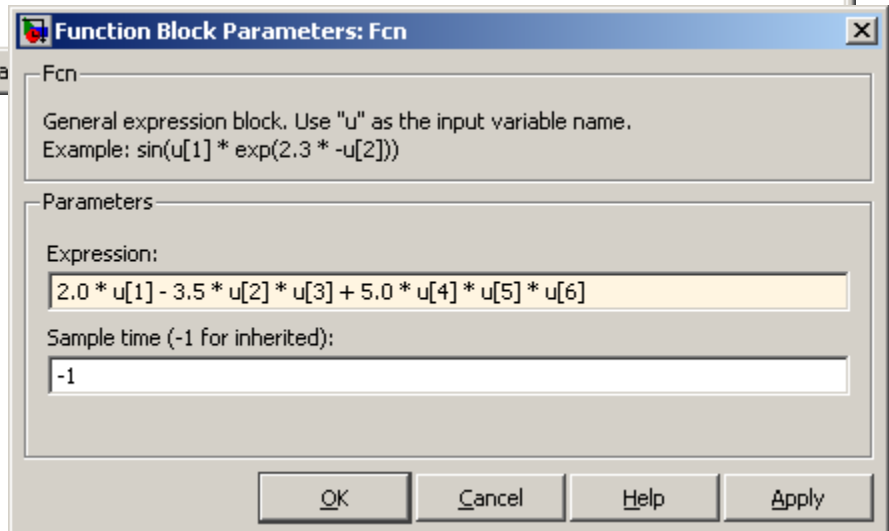 Function Block Parameters: Fcn
Fcn
General expression block. Use "u" as the input variable name.
Example: sin(u[1] * exp(2.3 * -u[2]))
Parameters
Expression:
2.0 * u[1] - 3.5 * u[2] * u[3] + 5.0 * u[4] * u[5] * u[6]
Sample time (-1 for inherited):
-1
OK Cancel Help Apply